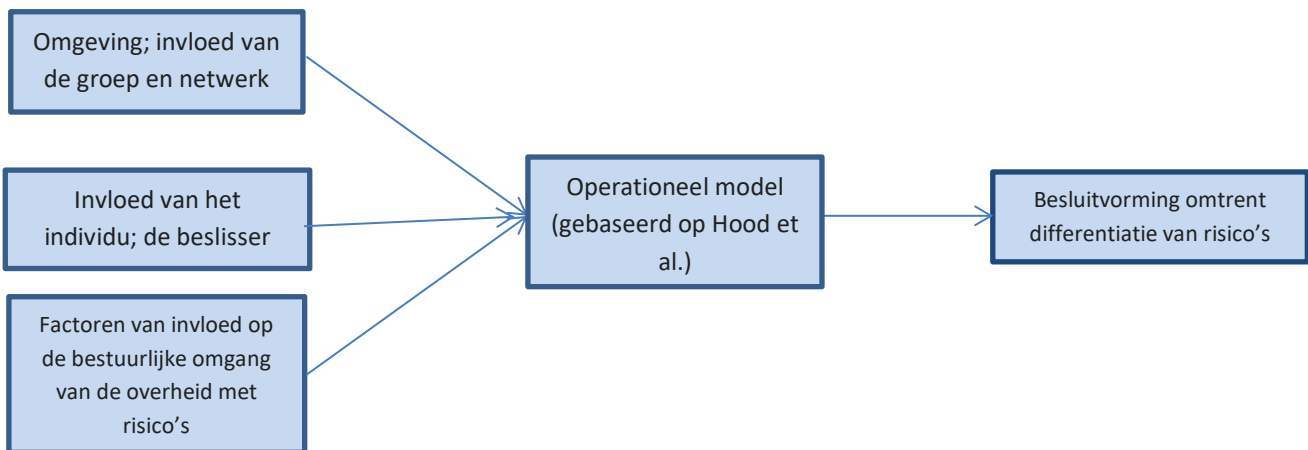 Omgeving; invloed van
de groep en netwerk
Invloed van het
individu; de beslisser
Factoren van invloed op
de bestuurlijke omgang
van de overheid met
risico’s
Operationeel model
(gebaseerd op Hood et
al.)
Besluitvorming omtrent
differentiatie van risico’s